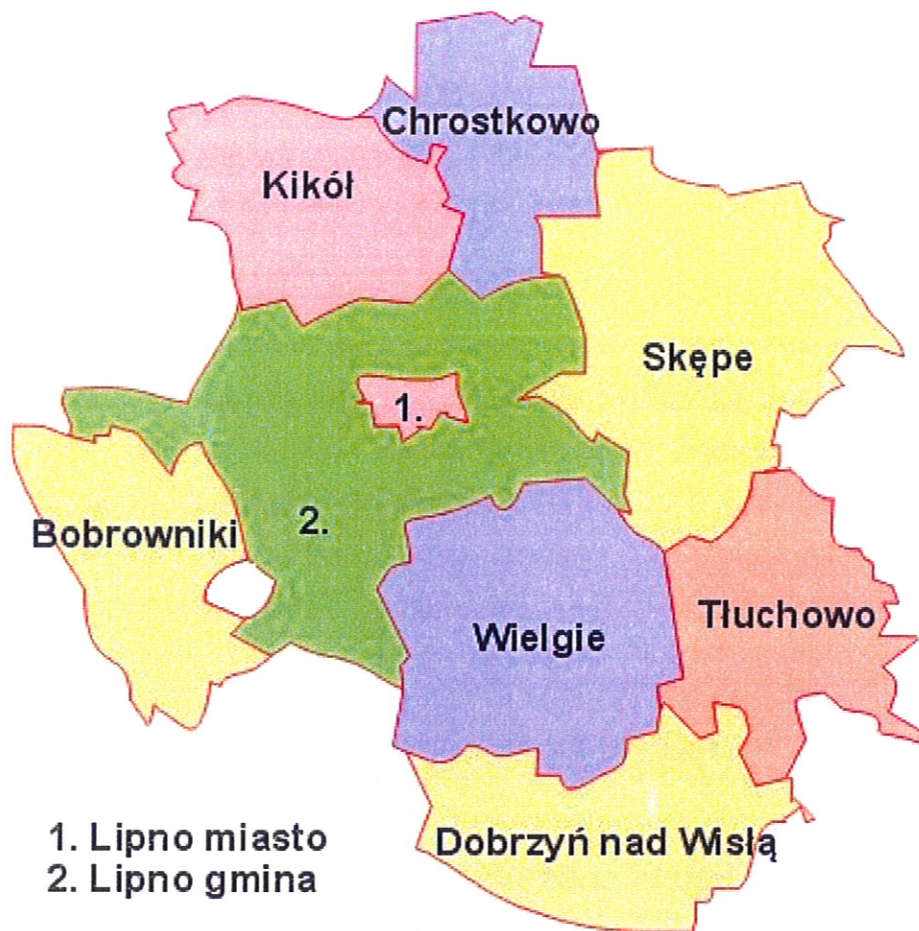 Chrostkowo
Kikół
Skępe
1.
2.
Bobrowniki
Tłuchowo
Wielgie
Dobrzyń nad Wisłą
1. Lipno miasto
2. Lipno gmina